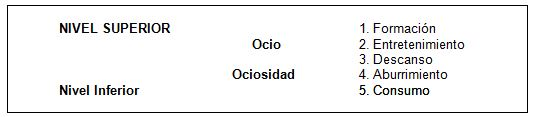 NIVEL SUPERIOR 1. Formación
Ocio 2. Entretenimiento
3. Descanso
Ociosidad 4. Aburrimiento
Nivel Inferior 5. Consumo